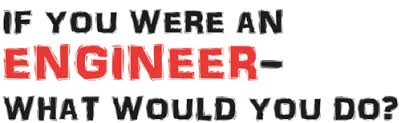 IF YOU WERE AN
ENGINEER–
WHAT WOULD YOU DO?